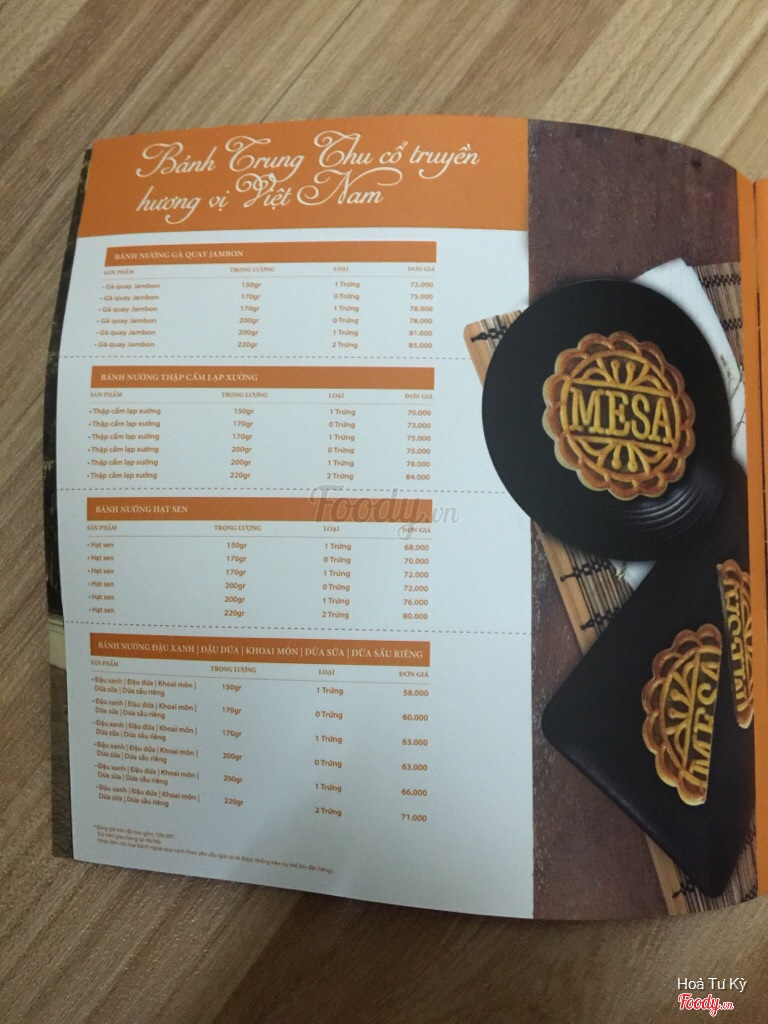 Bánh Trung Thu cổ truyền
hương vị Việt Nam
BÁNH NƯỚNG GÀ QUAY JAMBON
SẢN PHẨM TRỌNG LƯỢNG LOẠI ĐƠN GIÁ
• Gà quay Jambon 150gr 1 Trứng 72.000
• Gà quay Jambon 170gr 0 Trứng 75.000
• Gà quay Jambon 170gr 1 Trứng 78.000
• Gà quay Jambon 200gr 0 Trứng 78.000
• Gà quay Jambon 200gr 1 Trứng 81.000
• Gà quay Jambon 220gr 2 Trứng 85.000
BÁNH NƯỚNG THẬP CẨM LẠP XƯỞNG
SẢN PHẨM TRỌNG LƯỢNG LOẠI ĐƠN GIÁ
• Thập cẩm lạp xưởng 150gr 1 Trứng 70.000
• Thập cẩm lạp xưởng 170gr 0 Trứng 73.000
• Thập cẩm lạp xưởng 170gr 1 Trứng 75.000
• Thập cẩm lạp xưởng 200gr 0 Trứng 75.000
• Thập cẩm lạp xưởng 200gr 1 Trứng 78.000
• Thập cẩm lạp xưởng 220gr 2 Trứng 84.000
BÁNH NƯỚNG HẠT SEN
SẢN PHẨM TRỌNG LƯỢNG LOẠI ĐƠN GIÁ
• Hạt sen 150gr 1 Trứng 68.000
• Hạt sen 170gr 0 Trứng 70.000
• Hạt sen 170gr 1 Trứng 72.000
• Hạt sen 200gr 0 Trứng 72.000
• Hạt sen 200gr 1 Trứng 76.000
• Hạt sen 220gr 2 Trứng 80.000
BÁNH NƯỚNG ĐẬU XANH | ĐẬU DỪA | KHOAI MÔN | DỪA SỮA | DỪA SẦU RIÊNG
SẢN PHẨM TRỌNG LƯỢNG LOẠI ĐƠN GIÁ
• Đậu xanh | Đậu dừa | Khoai môn |
Dừa sữa | Dừa sầu riêng 150gr 1 Trứng 58.000
• Đậu xanh | Đậu dừa | Khoai môn |
Dừa sữa | Dừa sầu riêng 170gr 0 Trứng 60.000
• Đậu xanh | Đậu dừa | Khoai môn |
Dừa sữa | Dừa sầu riêng 170gr 1 Trứng 63.000
• Đậu xanh | Đậu dừa | Khoai môn |
Dừa sữa | Dừa sầu riêng 200gr 0 Trứng 63.000
• Đậu xanh | Đậu dừa | Khoai môn |
Dừa sữa | Dừa sầu riêng 200gr 1 Trứng 66.000
• Đậu xanh | Đậu dừa | Khoai môn |
Dừa sữa | Dừa sầu riêng 220gr 2 Trứng 71.000
MESA
MESA
MESA
Foody.vn
Hoả Tư Kỳ
Foody.vn